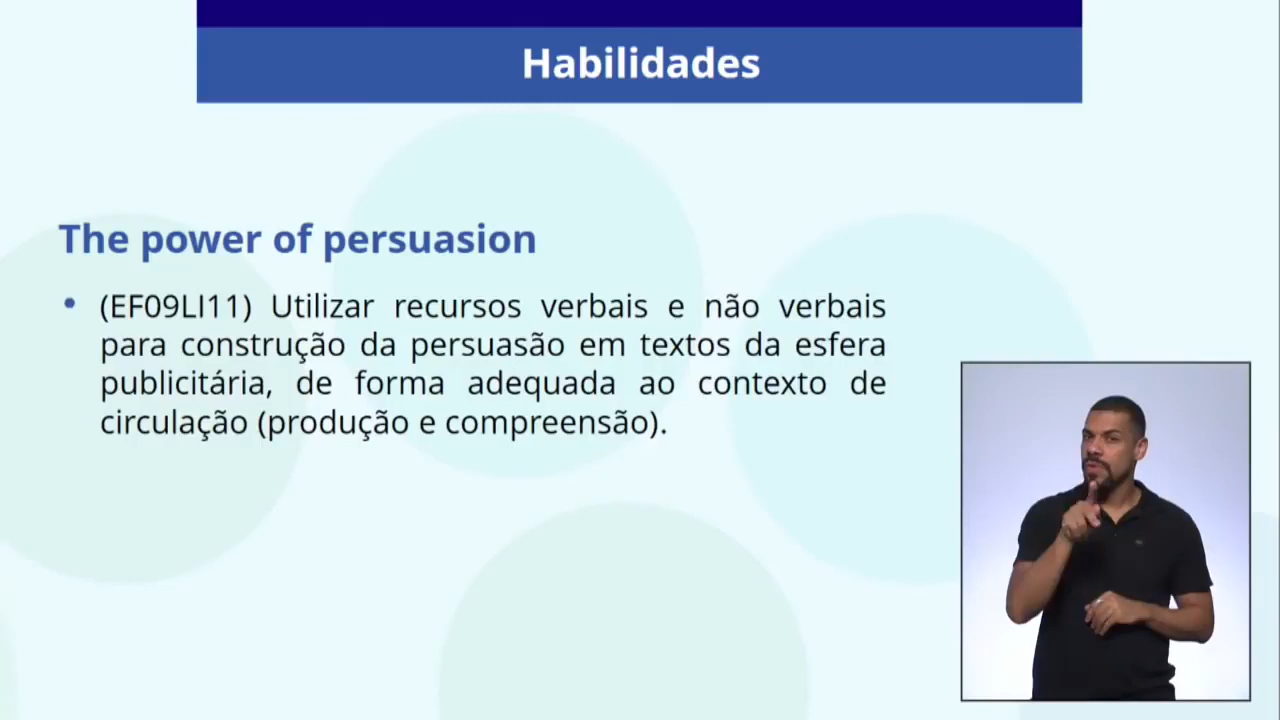 Habilidades
The power of persuasion
• (EF09LI11) Utilizar recursos verbais e não verbais
para construção da persuasão em textos da esfera
publicitária, de forma adequada ao contexto de
circulação (produção e compreensão).